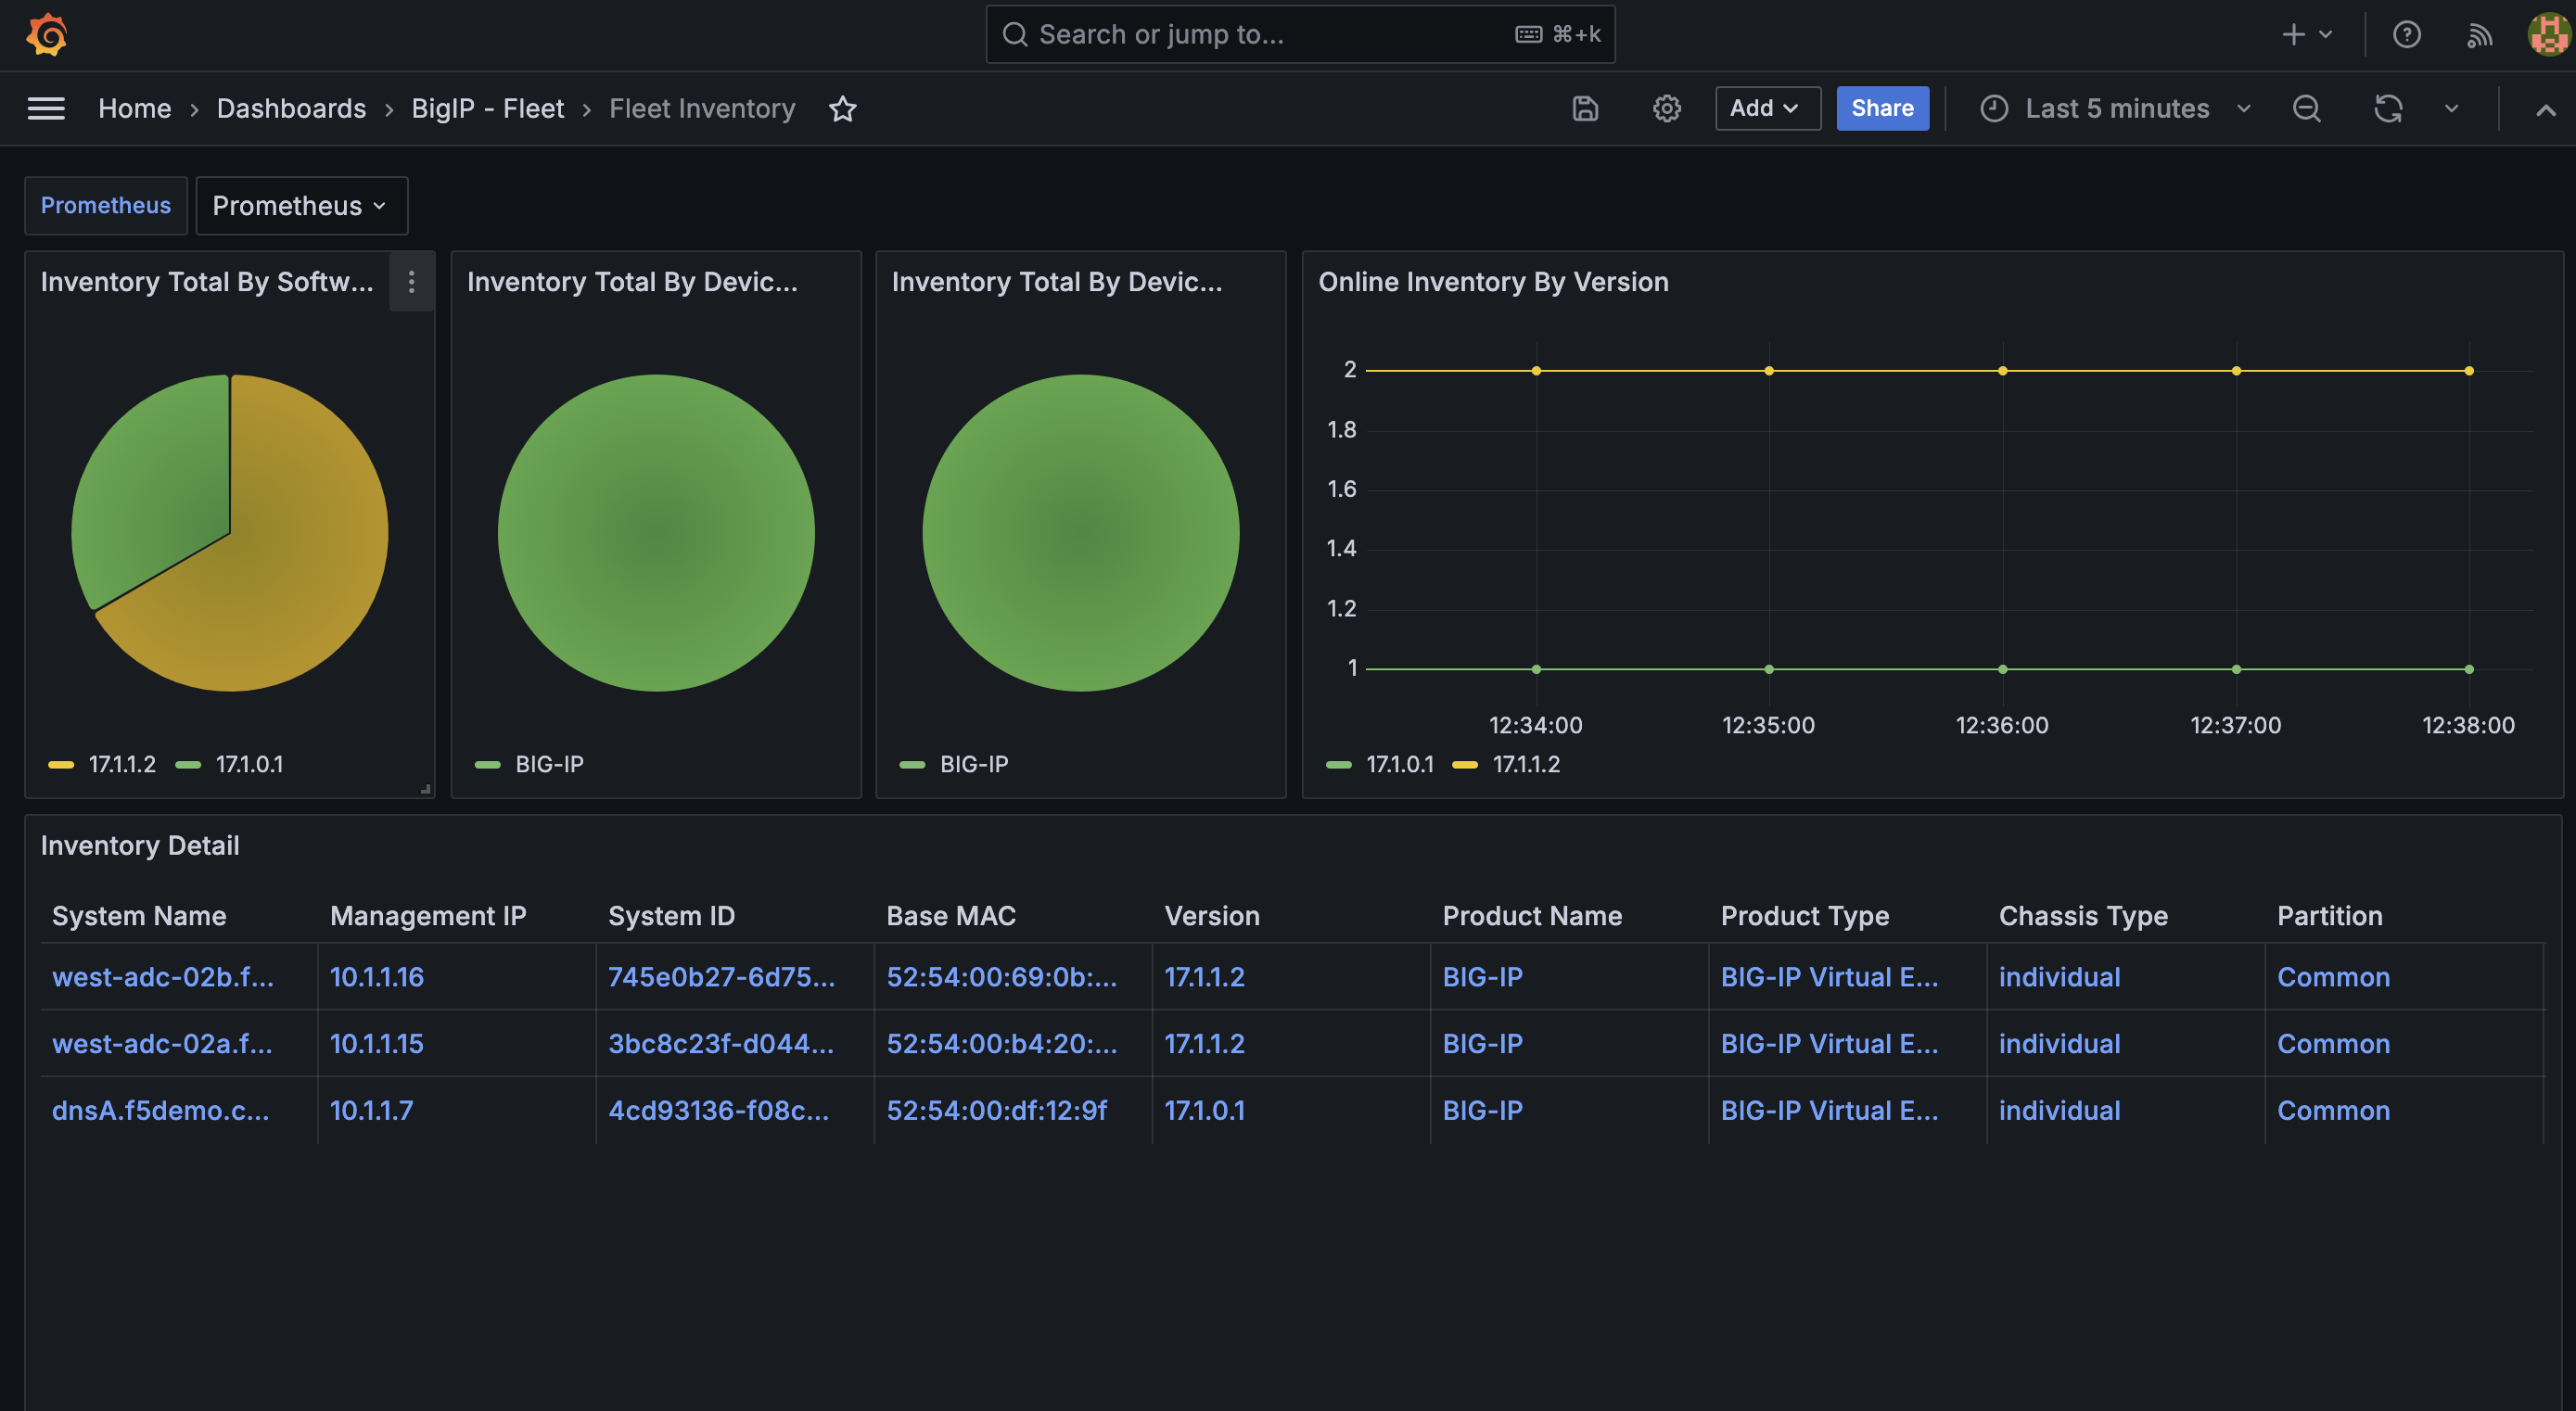 Search or jump to... ⌘+k
Home › Dashboards › BigIP - Fleet › Fleet Inventory
Add Share Last 5 minutes
Prometheus Prometheus
Inventory Total By Softw...
17.1.1.2 17.1.0.1
Inventory Total By Devic...
BIG-IP
Inventory Total By Devic...
BIG-IP
Online Inventory By Version
2
1.8
1.6
1.4
1.2
1
12:34:00 12:35:00 12:36:00 12:37:00 12:38:00
17.1.0.1 17.1.1.2
Inventory Detail
System Name Management IP System ID Base MAC Version Product Name Product Type Chassis Type Partition
west-adc-02b.f... 10.1.1.16 745e0b27-6d75... 52:54:00:69:0b:... 17.1.1.2 BIG-IP BIG-IP Virtual E... individual Common
west-adc-02a.f... 10.1.1.15 3bc8c23f-d044... 52:54:00:b4:20:... 17.1.1.2 BIG-IP BIG-IP Virtual E... individual Common
dnsA.f5demo.c... 10.1.1.7 4cd93136-f08c... 52:54:00:df:12:9f 17.1.0.1 BIG-IP BIG-IP Virtual E... individual Common